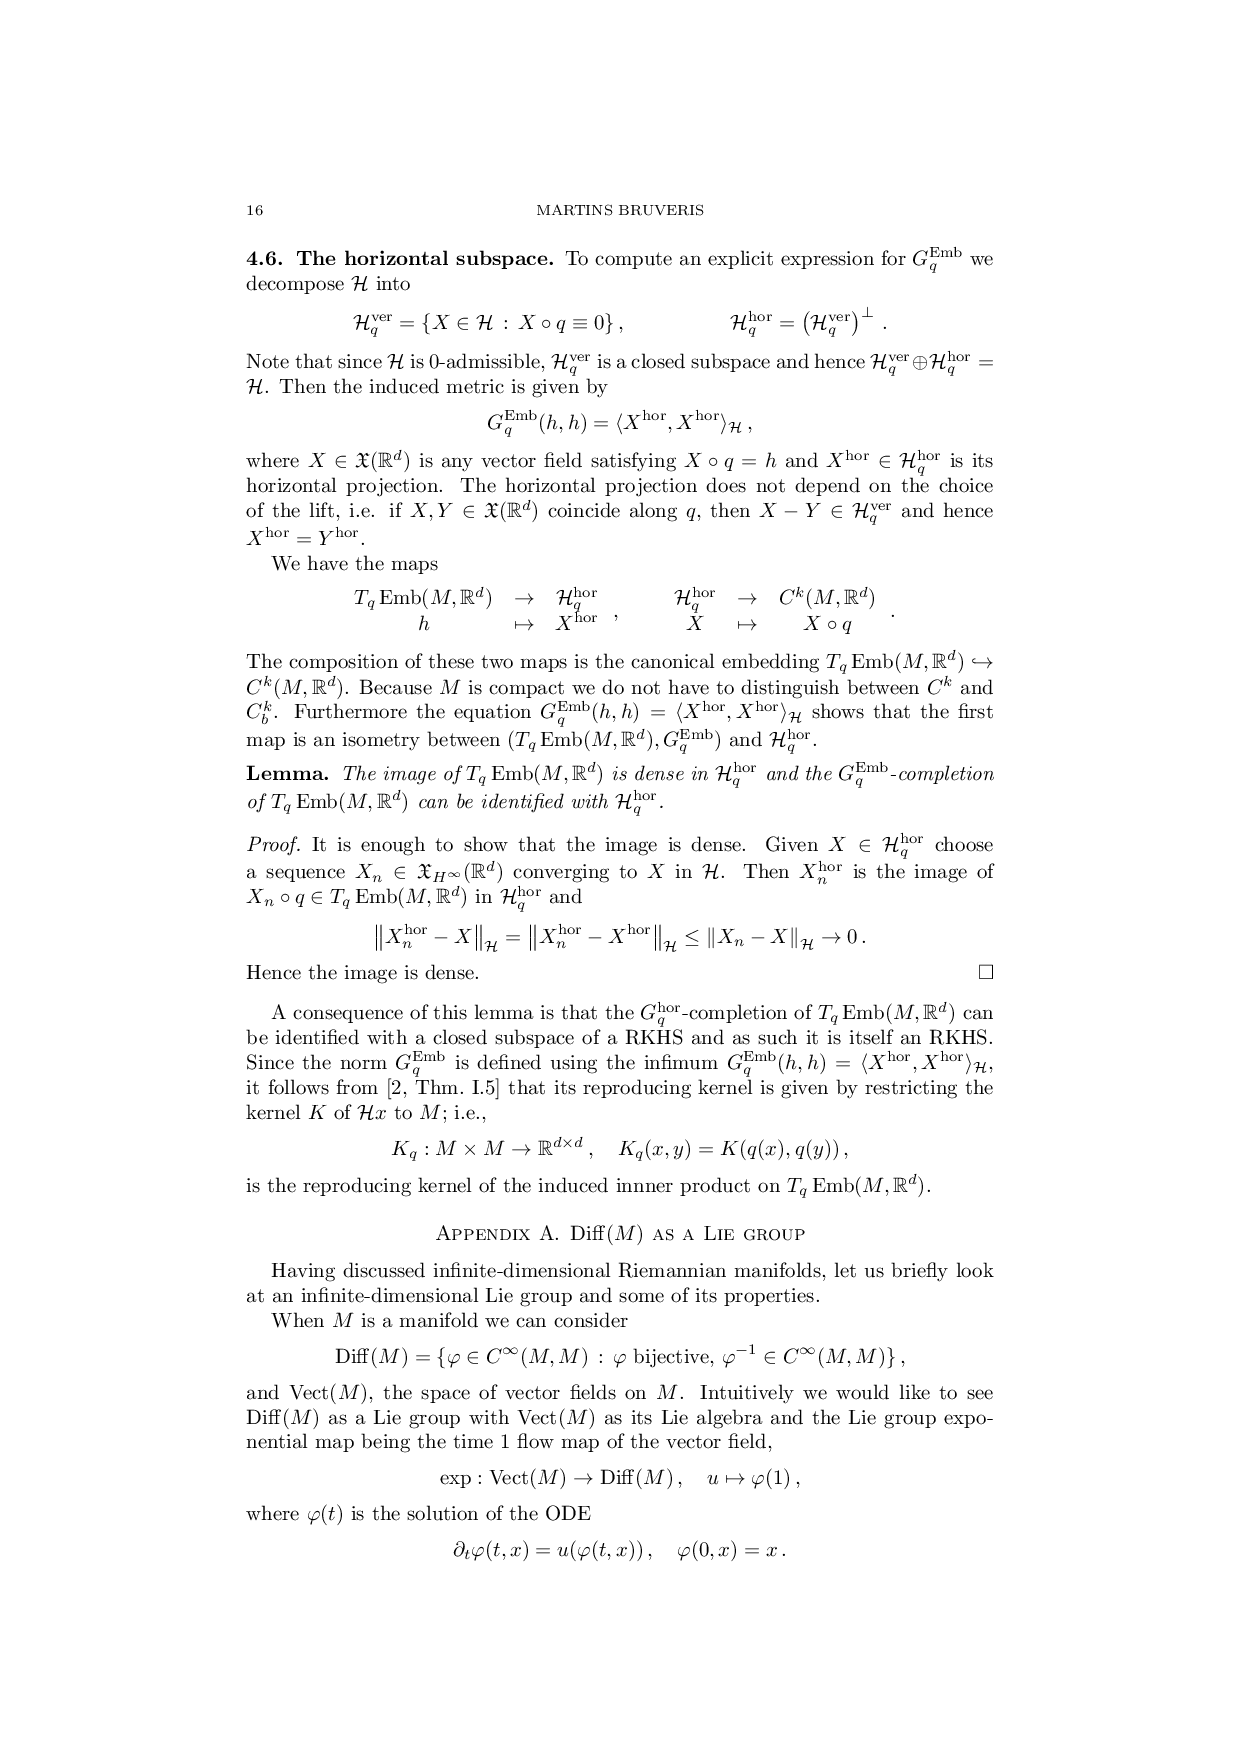 16 MARTINS BRUVERIS
4.6. The horizontal subspace. To compute an explicit expression for $G_q^{\mathrm{Emb}}$ we
decompose $\mathcal{H}$ into
$\mathcal{H}_q^{\mathrm{ver}} = \{X \in \mathcal{H} : X \circ q \equiv 0\}\,, \qquad \mathcal{H}_q^{\mathrm{hor}} = \left(\mathcal{H}_q^{\mathrm{ver}}\right)^{\perp}\,.$
Note that since $\mathcal{H}$ is 0-admissible, $\mathcal{H}_q^{\mathrm{ver}}$ is a closed subspace and hence $\mathcal{H}_q^{\mathrm{ver}} \oplus \mathcal{H}_q^{\mathrm{hor}} =$
$\mathcal{H}$. Then the induced metric is given by
$G_q^{\mathrm{Emb}}(h, h) = \langle X^{\mathrm{hor}}, X^{\mathrm{hor}} \rangle_{\mathcal{H}}\,,$
where $X \in \mathfrak{X}(\mathbb{R}^d)$ is any vector field satisfying $X \circ q = h$ and $X^{\mathrm{hor}} \in \mathcal{H}_q^{\mathrm{hor}}$ is its
horizontal projection. The horizontal projection does not depend on the choice
of the lift, i.e. if $X, Y \in \mathfrak{X}(\mathbb{R}^d)$ coincide along $q$, then $X - Y \in \mathcal{H}_q^{\mathrm{ver}}$ and hence
$X^{\mathrm{hor}} = Y^{\mathrm{hor}}$.
We have the maps
$\begin{matrix} T_q\,\mathrm{Emb}(M, \mathbb{R}^d) & \to & \mathcal{H}_q^{\mathrm{hor}} \\ h & \mapsto & X^{\mathrm{hor}} \end{matrix}\,, \qquad \begin{matrix} \mathcal{H}_q^{\mathrm{hor}} & \to & C^k(M, \mathbb{R}^d) \\ X & \mapsto & X \circ q \end{matrix}\,.$
The composition of these two maps is the canonical embedding $T_q\,\mathrm{Emb}(M, \mathbb{R}^d) \hookrightarrow$
$C^k(M, \mathbb{R}^d)$. Because $M$ is compact we do not have to distinguish between $C^k$ and
$C_b^k$. Furthermore the equation $G_q^{\mathrm{Emb}}(h, h) = \langle X^{\mathrm{hor}}, X^{\mathrm{hor}} \rangle_{\mathcal{H}}$ shows that the first
map is an isometry between $(T_q\,\mathrm{Emb}(M, \mathbb{R}^d), G_q^{\mathrm{Emb}})$ and $\mathcal{H}_q^{\mathrm{hor}}$.
Lemma. The image of $T_q\,\mathrm{Emb}(M, \mathbb{R}^d)$ is dense in $\mathcal{H}_q^{\mathrm{hor}}$ and the $G_q^{\mathrm{Emb}}$-completion
of $T_q\,\mathrm{Emb}(M, \mathbb{R}^d)$ can be identified with $\mathcal{H}_q^{\mathrm{hor}}$.
Proof. It is enough to show that the image is dense. Given $X \in \mathcal{H}_q^{\mathrm{hor}}$ choose
a sequence $X_n \in \mathfrak{X}_{H^\infty}(\mathbb{R}^d)$ converging to $X$ in $\mathcal{H}$. Then $X_n^{\mathrm{hor}}$ is the image of
$X_n \circ q \in T_q\,\mathrm{Emb}(M, \mathbb{R}^d)$ in $\mathcal{H}_q^{\mathrm{hor}}$ and
$\left\| X_n^{\mathrm{hor}} - X \right\|_{\mathcal{H}} = \left\| X_n^{\mathrm{hor}} - X^{\mathrm{hor}} \right\|_{\mathcal{H}} \leq \left\| X_n - X \right\|_{\mathcal{H}} \to 0\,.$
Hence the image is dense. □
A consequence of this lemma is that the $G_q^{\mathrm{hor}}$-completion of $T_q\,\mathrm{Emb}(M, \mathbb{R}^d)$ can
be identified with a closed subspace of a RKHS and as such it is itself an RKHS.
Since the norm $G_q^{\mathrm{Emb}}$ is defined using the infimum $G_q^{\mathrm{Emb}}(h, h) = \langle X^{\mathrm{hor}}, X^{\mathrm{hor}} \rangle_{\mathcal{H}}$,
it follows from [2, Thm. I.5] that its reproducing kernel is given by restricting the
kernel $K$ of $\mathcal{H}x$ to $M$; i.e.,
$K_q : M \times M \to \mathbb{R}^{d \times d}\,, \quad K_q(x, y) = K(q(x), q(y))\,,$
is the reproducing kernel of the induced innner product on $T_q\,\mathrm{Emb}(M, \mathbb{R}^d)$.
Appendix A. Diff($M$) as a Lie group
Having discussed infinite-dimensional Riemannian manifolds, let us briefly look
at an infinite-dimensional Lie group and some of its properties.
When $M$ is a manifold we can consider
$\mathrm{Diff}(M) = \{\varphi \in C^\infty(M, M) : \varphi \text{ bijective}, \varphi^{-1} \in C^\infty(M, M)\}\,,$
and Vect($M$), the space of vector fields on $M$. Intuitively we would like to see
Diff($M$) as a Lie group with Vect($M$) as its Lie algebra and the Lie group expo-
nential map being the time 1 flow map of the vector field,
$\exp : \mathrm{Vect}(M) \to \mathrm{Diff}(M)\,, \quad u \mapsto \varphi(1)\,,$
where $\varphi(t)$ is the solution of the ODE
$\partial_t \varphi(t, x) = u(\varphi(t, x))\,, \quad \varphi(0, x) = x\,.$